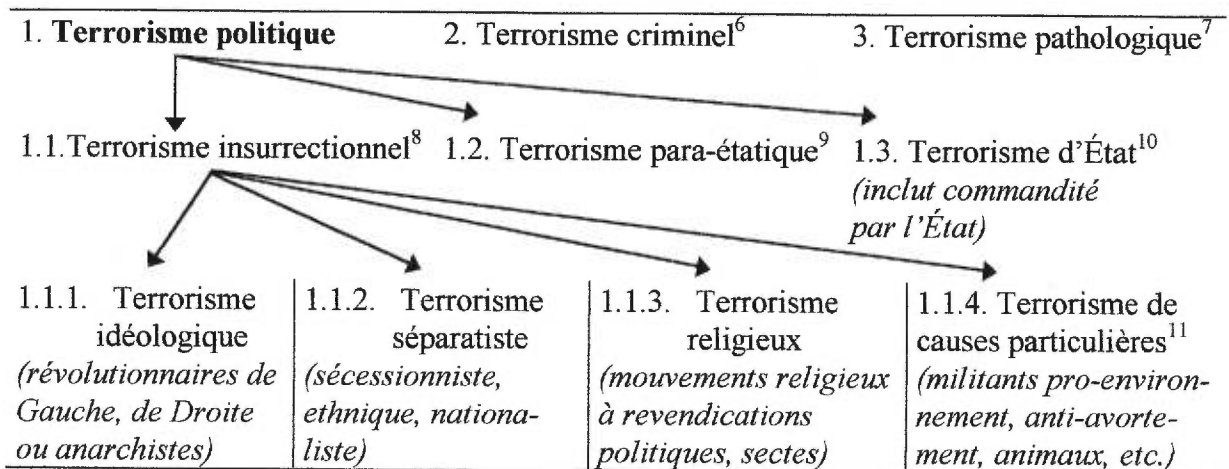 1. Terrorisme politique 2. Terrorisme criminel⁶ 3. Terrorisme pathologique⁷
1.1.Terrorisme insurrectionnel⁸ 1.2. Terrorisme para-étatique⁹ 1.3. Terrorisme d'État¹⁰
(inclut commandité
par l'État)
1.1.1. Terrorisme
idéologique
(révolutionnaires de
Gauche, de Droite
ou anarchistes)
1.1.2. Terrorisme
séparatiste
(sécessionniste,
ethnique, nationa-
liste)
1.1.3. Terrorisme
religieux
(mouvements religieux
à revendications
politiques, sectes)
1.1.4. Terrorisme de
causes particulières¹¹
(militants pro-environ-
nement, anti-avorte-
ment, animaux, etc.)